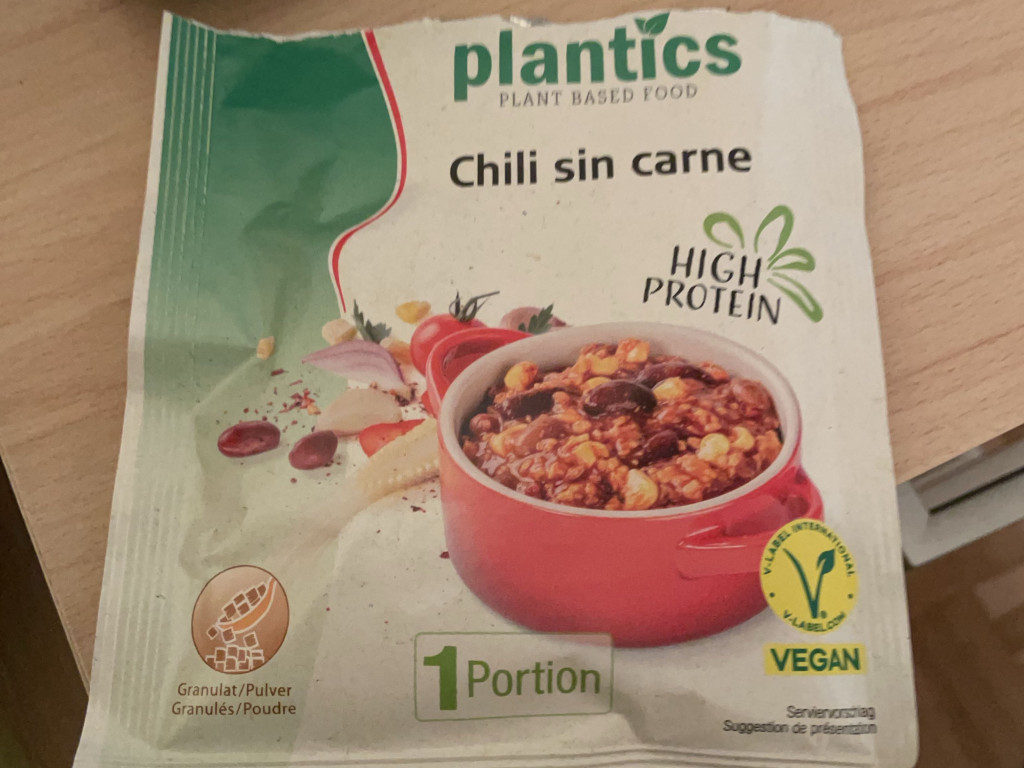 plantics
PLANT BASED FOOD
Chili sin carne
HIGH
PROTEIN
V-LABEL INTERNATIONAL
V-LABEL.COM
VEGAN
1 Portion
Granulat/Pulver
Granulés/Poudre
Serviervorschlag
Suggestion de présentation